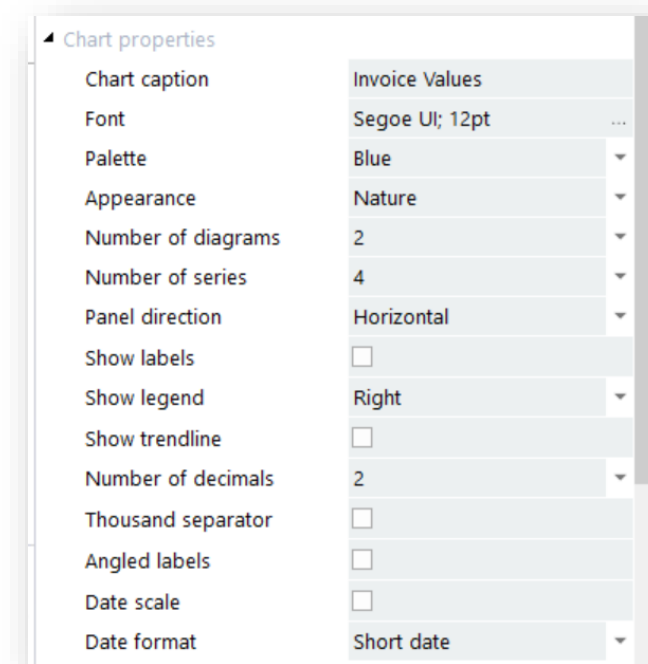 Chart properties
Chart caption Invoice Values
Font Segoe UI; 12pt ...
Palette Blue
Appearance Nature
Number of diagrams 2
Number of series 4
Panel direction Horizontal
Show labels
Show legend Right
Show trendline
Number of decimals 2
Thousand separator
Angled labels
Date scale
Date format Short date